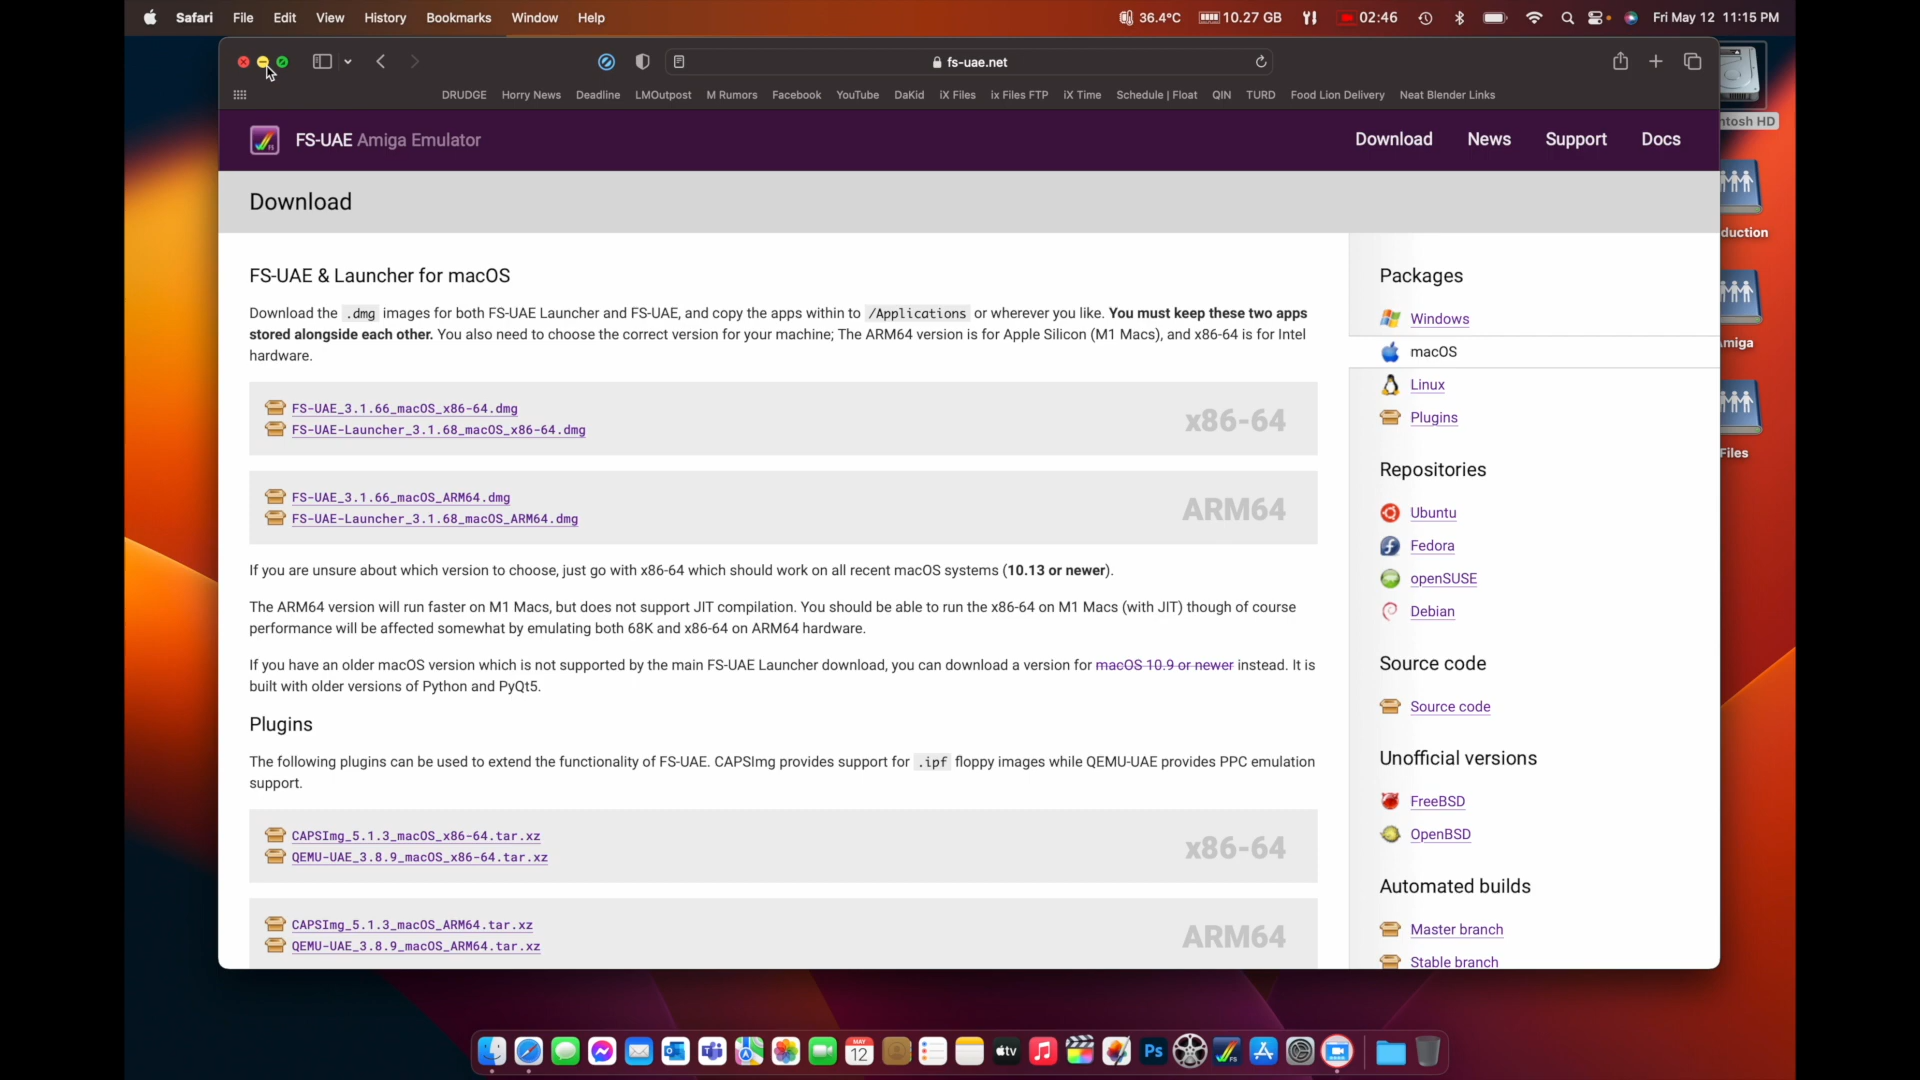 Safari File Edit View History Bookmarks Window Help 36.4°C 10.27 GB 02:46 Fri May 12 11:15 PM
fs-uae.net
DRUDGE Horry News Deadline LMOutpost M Rumors Facebook YouTube DaKid iX Files ix Files FTP iX Time Schedule | Float QIN TURD Food Lion Delivery Neat Blender Links
ntosh HD
FS-UAE Amiga Emulator Download News Support Docs
Download
duction
FS-UAE & Launcher for macOS
Download the .dmg images for both FS-UAE Launcher and FS-UAE, and copy the apps within to /Applications or wherever you like. You must keep these two apps
stored alongside each other. You also need to choose the correct version for your machine; The ARM64 version is for Apple Silicon (M1 Macs), and x86-64 is for Intel
hardware.
FS-UAE_3.1.66_macOS_x86-64.dmg
FS-UAE-Launcher_3.1.68_macOS_x86-64.dmg
x86-64
FS-UAE_3.1.66_macOS_ARM64.dmg
FS-UAE-Launcher_3.1.68_macOS_ARM64.dmg
ARM64
If you are unsure about which version to choose, just go with x86-64 which should work on all recent macOS systems (10.13 or newer).
The ARM64 version will run faster on M1 Macs, but does not support JIT compilation. You should be able to run the x86-64 on M1 Macs (with JIT) though of course
performance will be affected somewhat by emulating both 68K and x86-64 on ARM64 hardware.
If you have an older macOS version which is not supported by the main FS-UAE Launcher download, you can download a version for macOS 10.9 or newer instead. It is
built with older versions of Python and PyQt5.
Plugins
The following plugins can be used to extend the functionality of FS-UAE. CAPSImg provides support for .ipf floppy images while QEMU-UAE provides PPC emulation
support.
CAPSImg_5.1.3_macOS_x86-64.tar.xz
QEMU-UAE_3.8.9_macOS_x86-64.tar.xz
x86-64
CAPSImg_5.1.3_macOS_ARM64.tar.xz
QEMU-UAE_3.8.9_macOS_ARM64.tar.xz
ARM64
Packages
Windows
macOS
Linux
Plugins
Repositories
Ubuntu
Fedora
openSUSE
Debian
Source code
Source code
Unofficial versions
FreeBSD
OpenBSD
Automated builds
Master branch
Stable branch
miga
Files
MAY
12
tv
Ps
FS